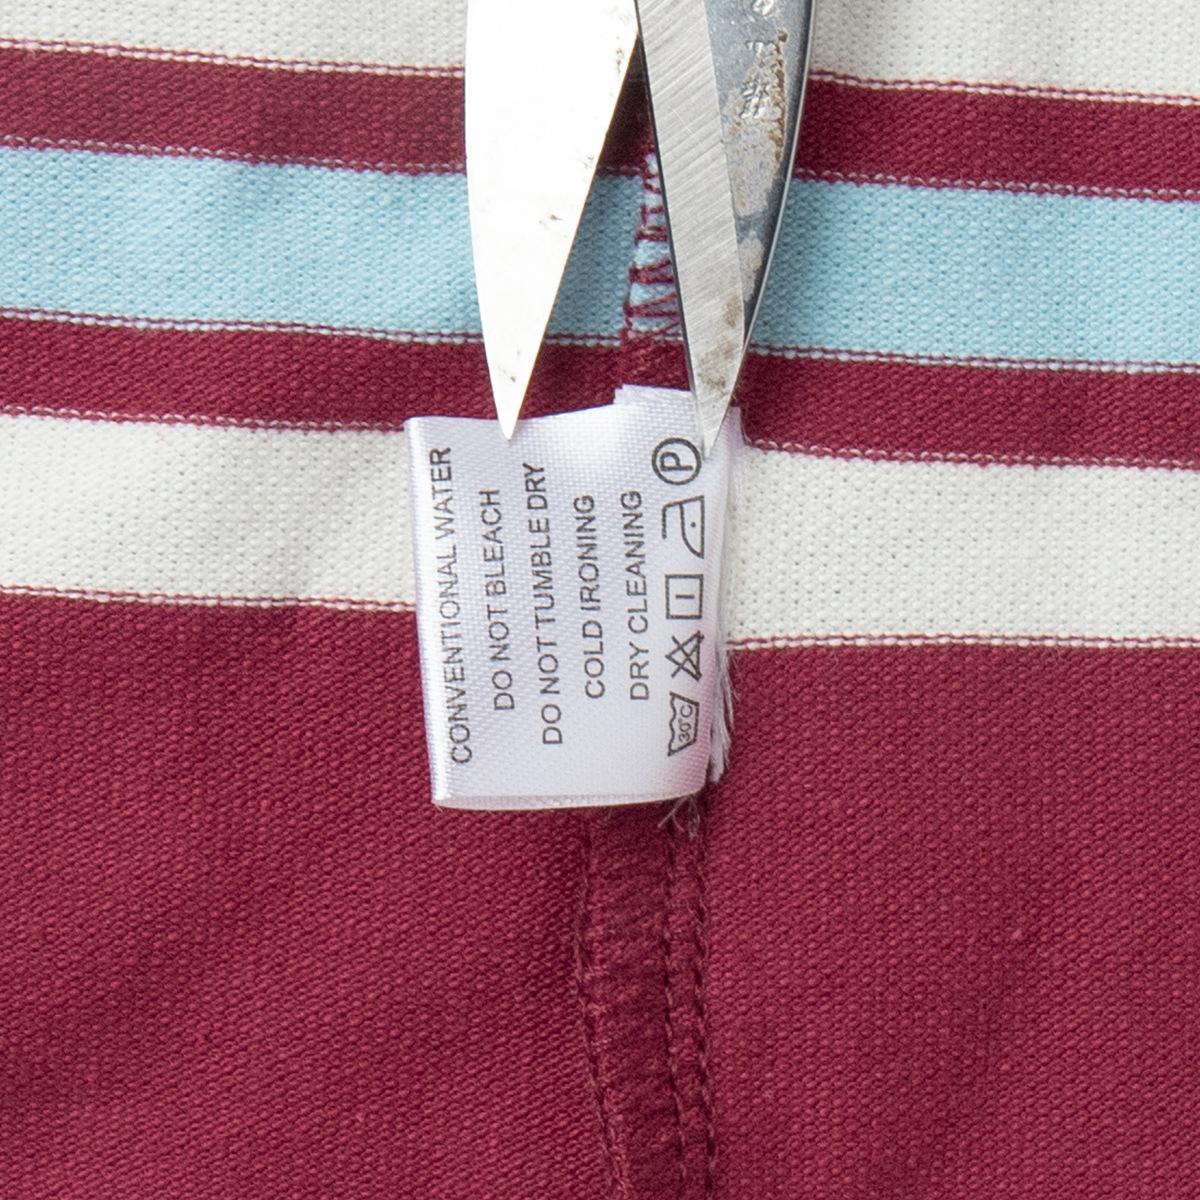 CONVENTIONAL WATER
DO NOT BLEACH
DO NOT TUMBLE DRY
COLD IRONING
DRY CLEANING
30°C
P